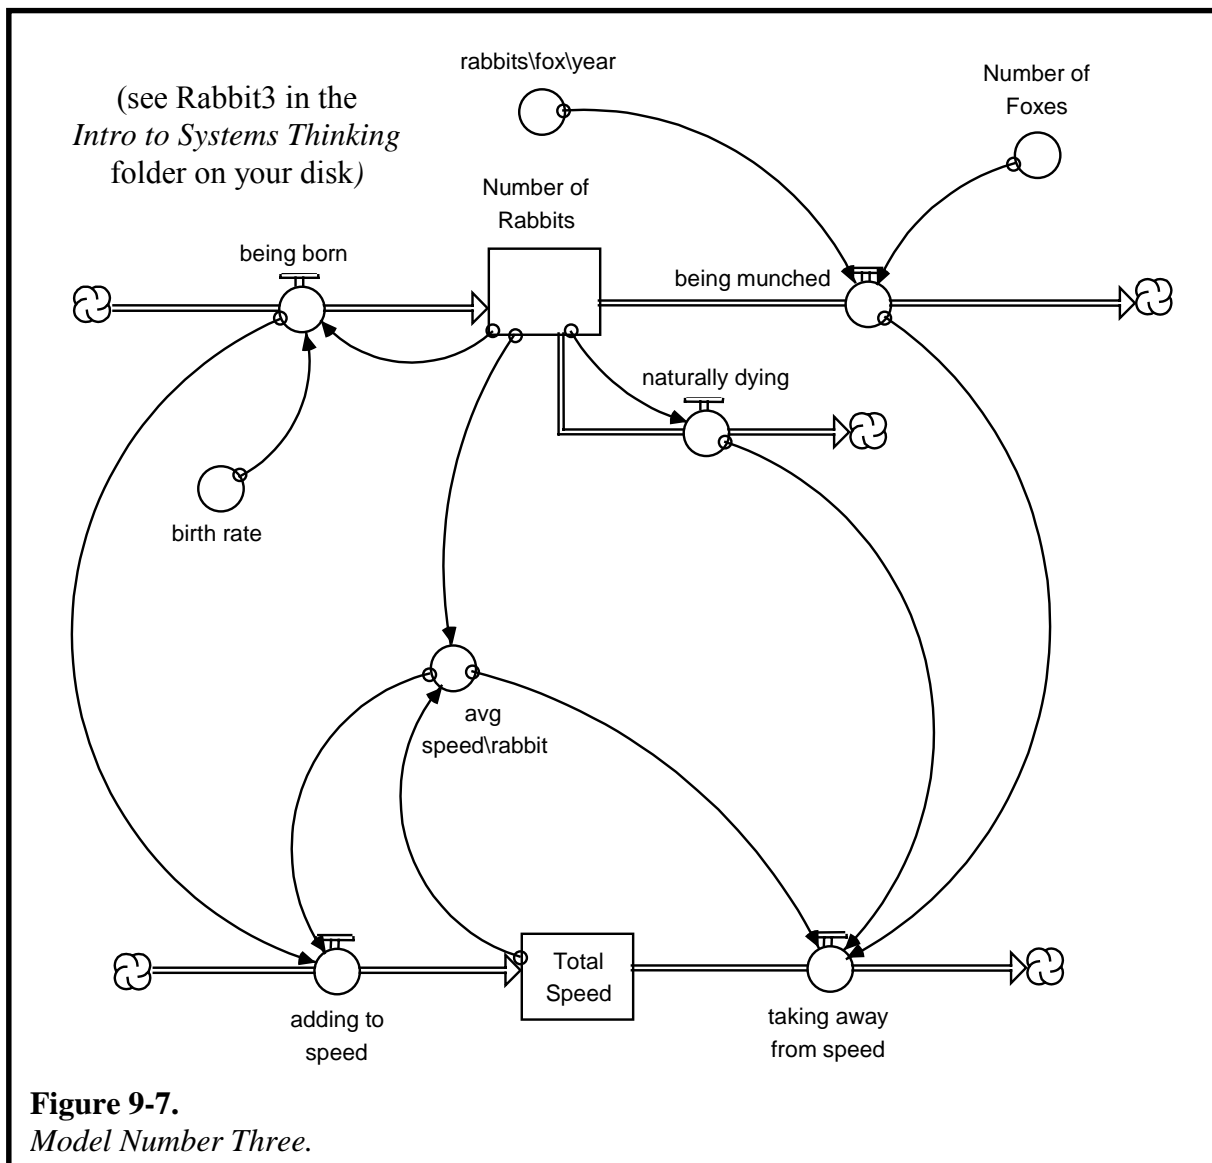 rabbits\fox\year
Number of
Foxes
(see Rabbit3 in the
Intro to Systems Thinking
folder on your disk)
Number of
Rabbits
being born
being munched
naturally dying
birth rate
avg
speed\rabbit
Total
Speed
adding to
speed
taking away
from speed
Figure 9-7.
Model Number Three.